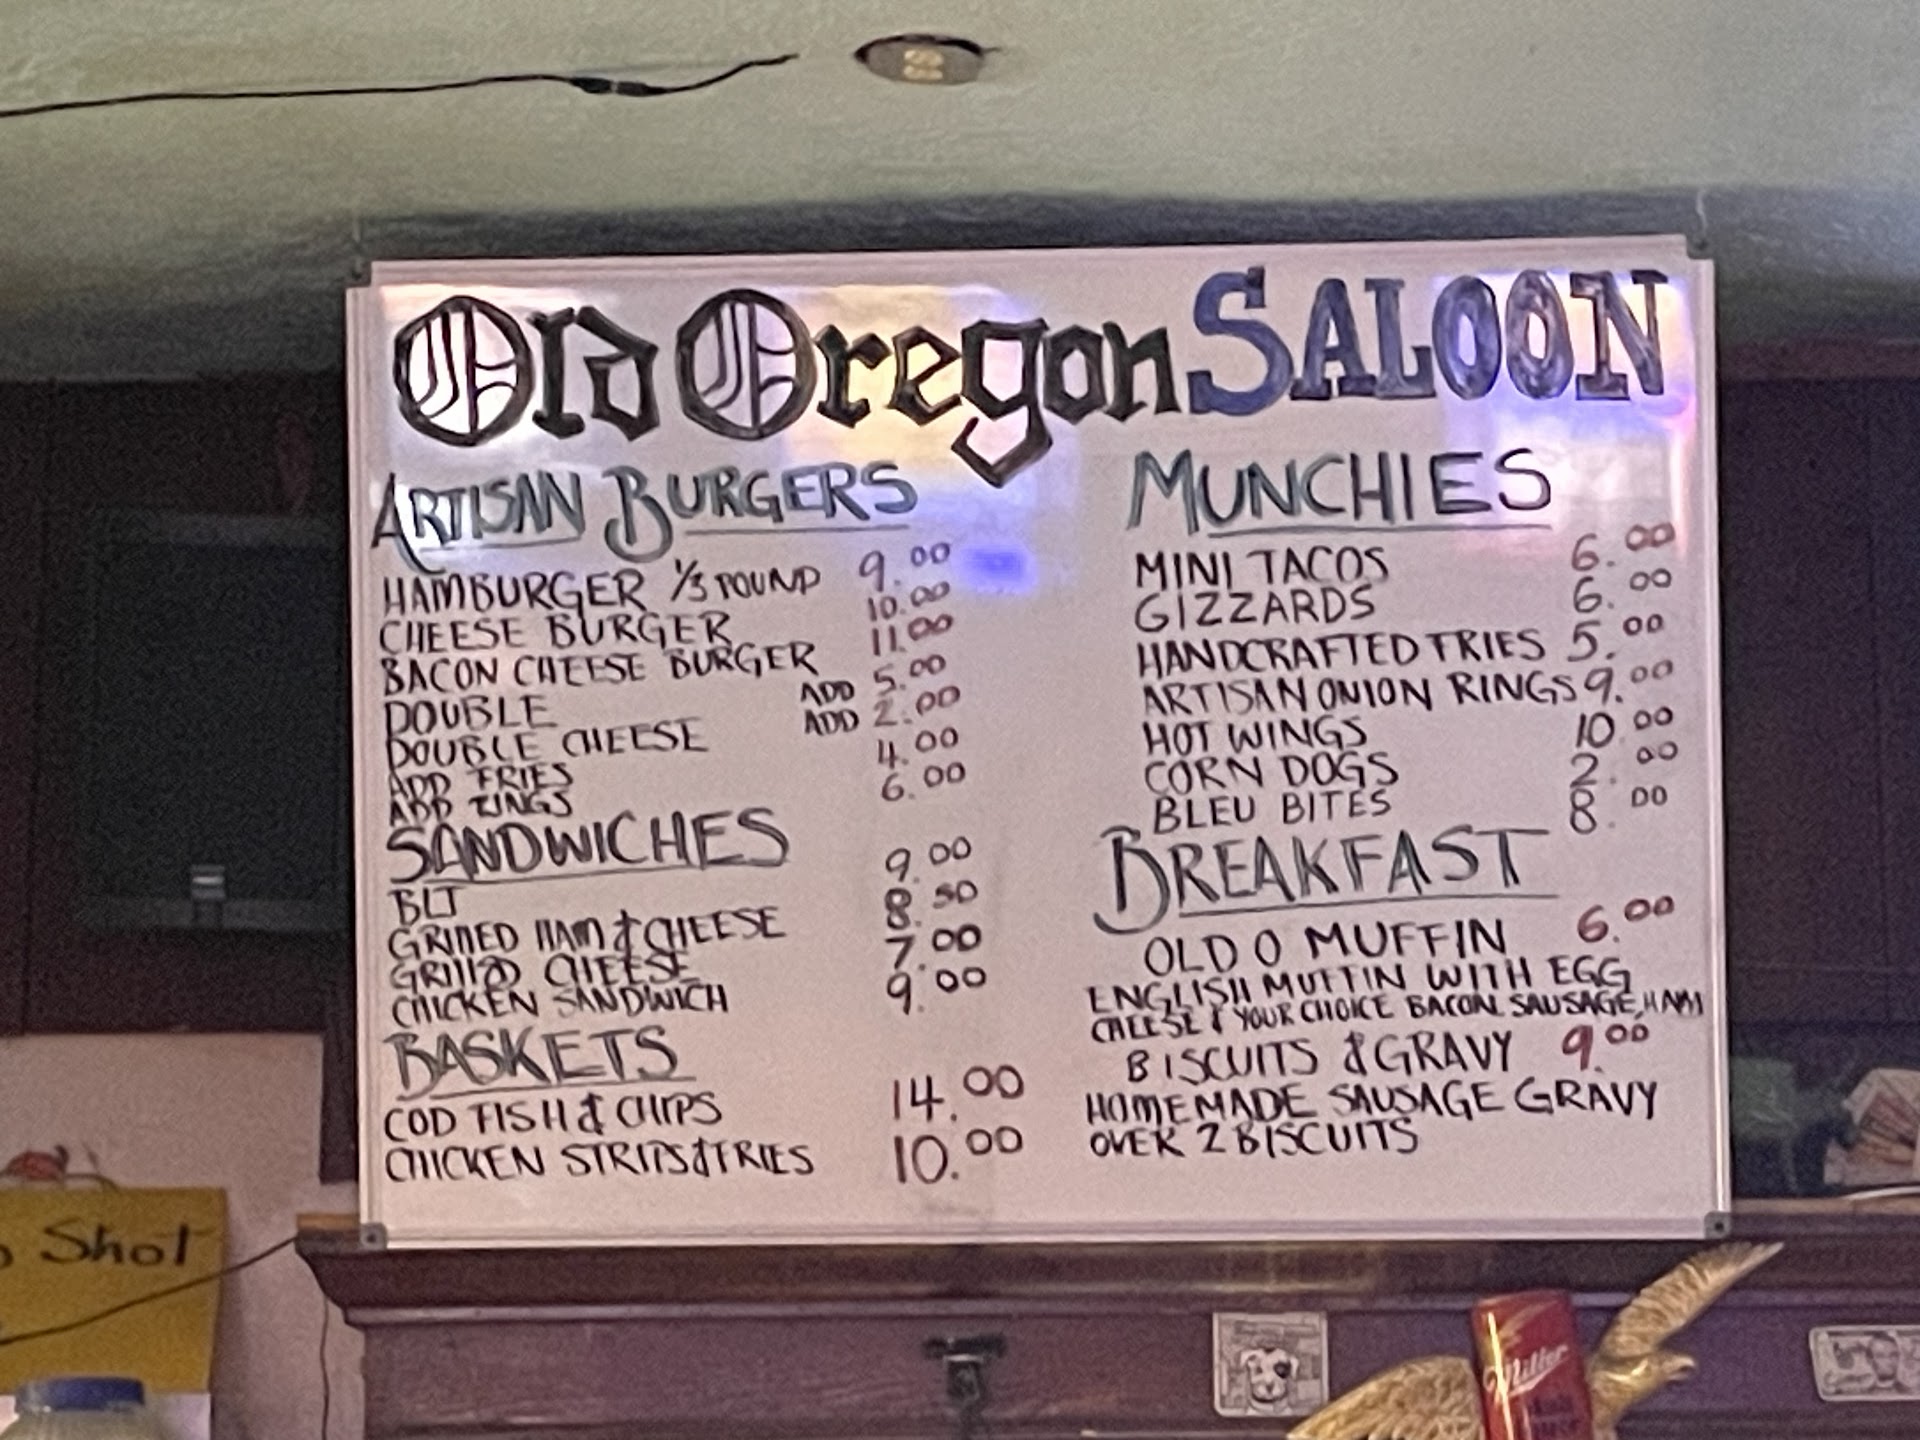 Old Oregon SALOON
ARTISAN BURGERS
HAMBURGER 1/3 POUND 9.00
CHEESE BURGER 10.00
BACON CHEESE BURGER 11.00
DOUBLE ADD 5.00
DOUBLE CHEESE ADD 2.00
ADD FRIES 4.00
ADD RINGS 6.00
SANDWICHES
BLT 9.00
GRILLED HAM & CHEESE 8.50
GRILLED CHEESE 7.00
CHICKEN SANDWICH 9.00
BASKETS
COD FISH & CHIPS 14.00
CHICKEN STRIPS & FRIES 10.00
MUNCHIES
MINI TACOS 6.00
GIZZARDS 6.00
HANDCRAFTED FRIES 5.00
ARTISAN ONION RINGS 9.00
HOT WINGS 10.00
CORN DOGS 2.00
BLEU BITES 8.00
BREAKFAST
OLD O MUFFIN 6.00
ENGLISH MUFFIN WITH EGG
CHEESE & YOUR CHOICE BACON, SAUSAGE, HAM
BISCUITS & GRAVY 9.00
HOMEMADE SAUSAGE GRAVY
OVER 2 BISCUITS
Shot
Miller